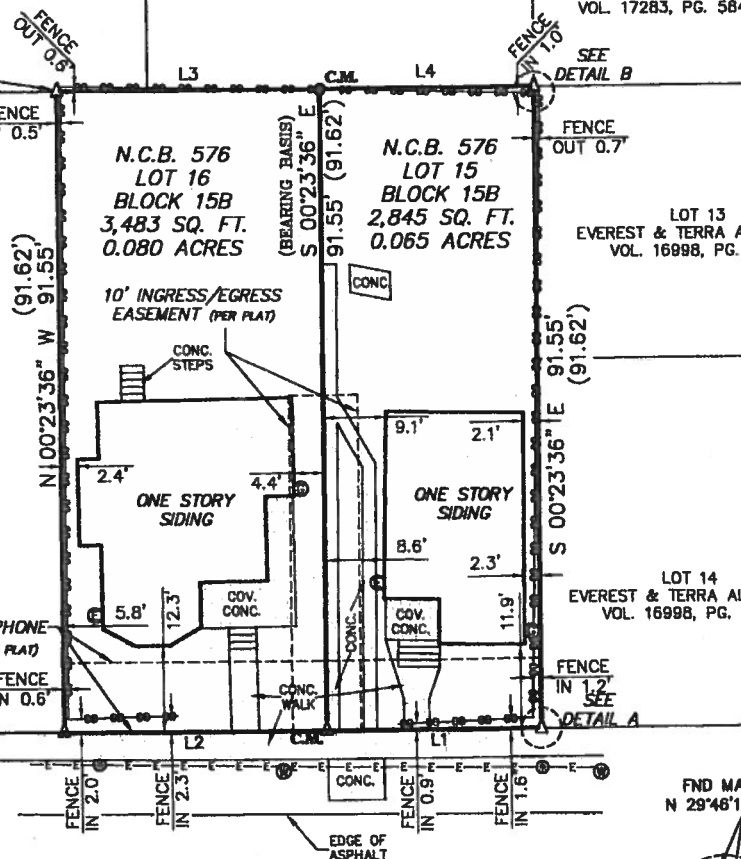 VOL. 17283, PG. 584
FENCE
OUT 0.6'
L3
C.M.
L4
FENCE
IN 1.0'
SEE
DETAIL B
FENCE
0.5'
N.C.B. 576
LOT 16
BLOCK 15B
3,483 SQ. FT.
0.080 ACRES
(BEARING BASIS)
S 00°23'36" E
91.55' (91.62')
N.C.B. 576
LOT 15
BLOCK 15B
2,845 SQ. FT.
0.065 ACRES
FENCE
OUT 0.7'
LOT 13
EVEREST & TERRA A
VOL. 16998, PG.
(91.62')
N 00°23'36" W 91.55'
10' INGRESS/EGRESS
EASEMENT (PER PLAT)
CONC.
CONC.
STEPS
91.55'
(91.62')
S 00°23'36" E
9.1'
2.1'
2.4'
4.4'
ONE STORY
SIDING
E
ONE STORY
SIDING
8.6'
2.3'
E
COV.
CONC.
COV.
CONC.
5.8'
12.3'
CONC.
11.9'
LOT 14
EVEREST & TERRA AL
VOL. 16998, PG.
PHONE
PLAT)
FENCE
IN 0.6'
CONC.
WALK
FENCE
IN 1.2'
SEE
DETAIL A
L2
C.M.
L1
E E E E E E E E E
FENCE
IN 2.0'
FENCE
IN 2.3'
CONC.
FENCE
IN 0.9'
FENCE
IN 1.6'
EDGE OF
ASPHALT
FND MA
N 29°46'1